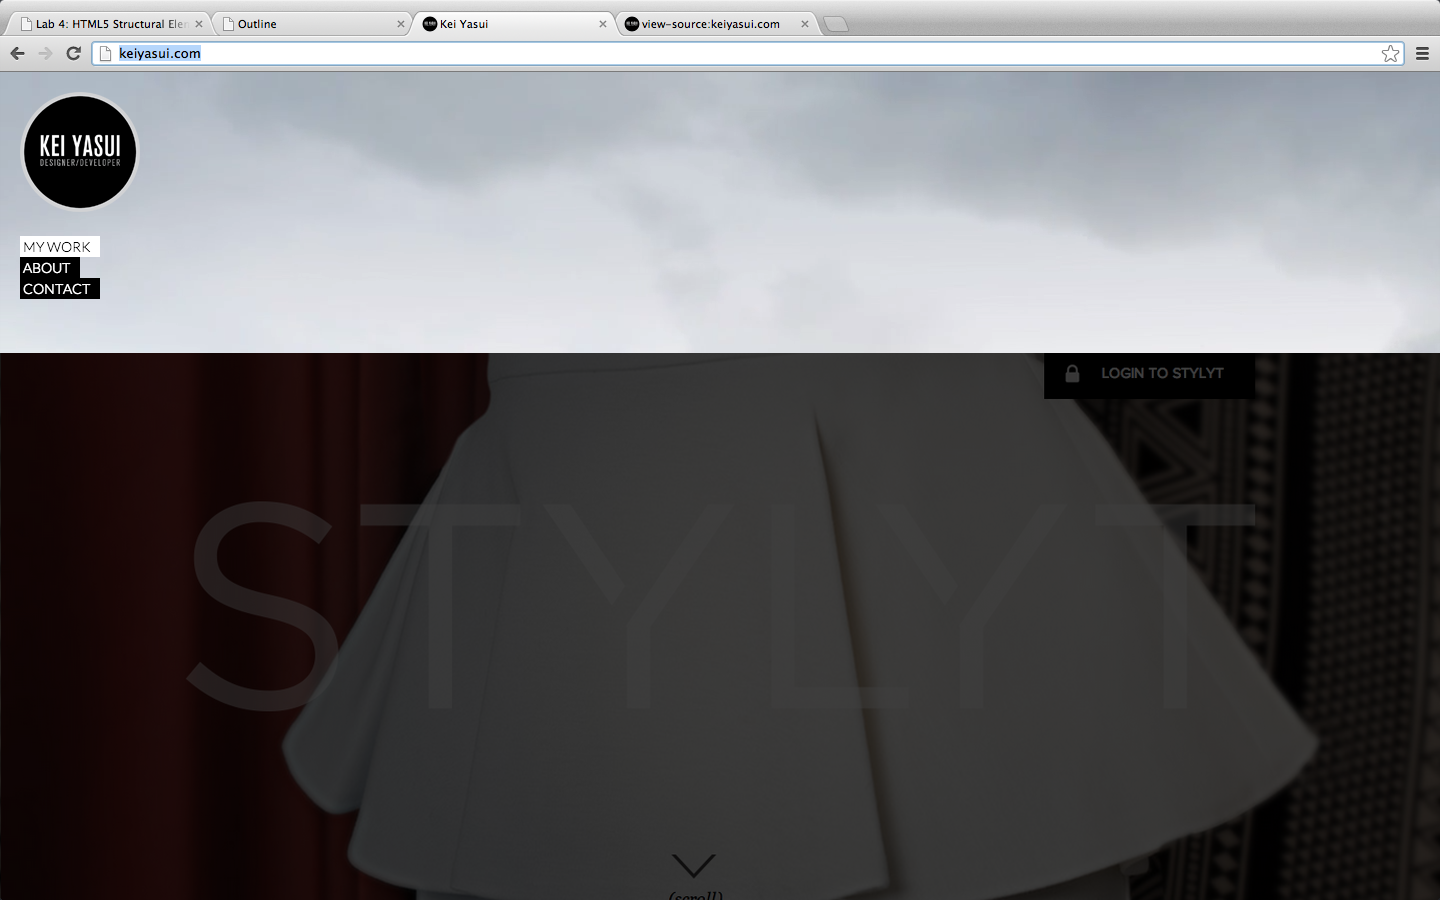 Lab 4: HTML5 Structural Elem
Outline
Kei Yasui
view-source:keiyasui.com
keiyasui.com
KEI YASUI
DESIGNER/DEVELOPER
MY WORK
ABOUT
CONTACT
LOGIN TO STYLYT
STYLYT
(scroll)